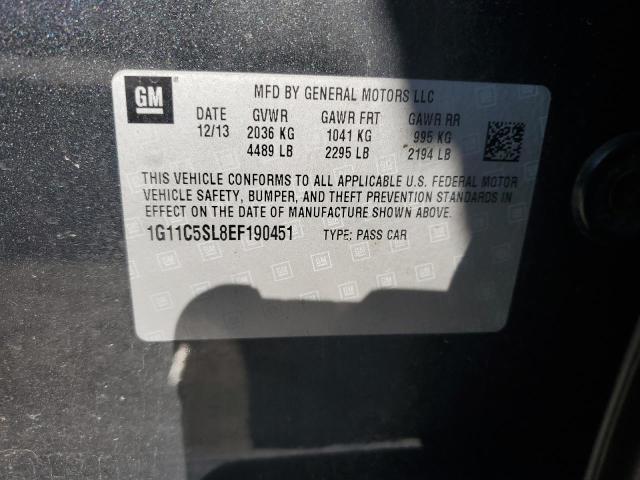 GM
MFD BY GENERAL MOTORS LLC
DATE GVWR GAWR FRT GAWR RR
12/13 2036 KG 1041 KG 995 KG
4489 LB 2295 LB 2194 LB
THIS VEHICLE CONFORMS TO ALL APPLICABLE U.S. FEDERAL MOTOR
VEHICLE SAFETY, BUMPER, AND THEFT PREVENTION STANDARDS IN
EFFECT ON THE DATE OF MANUFACTURE SHOWN ABOVE.
1G11C5SL8EF190451 TYPE: PASS CAR